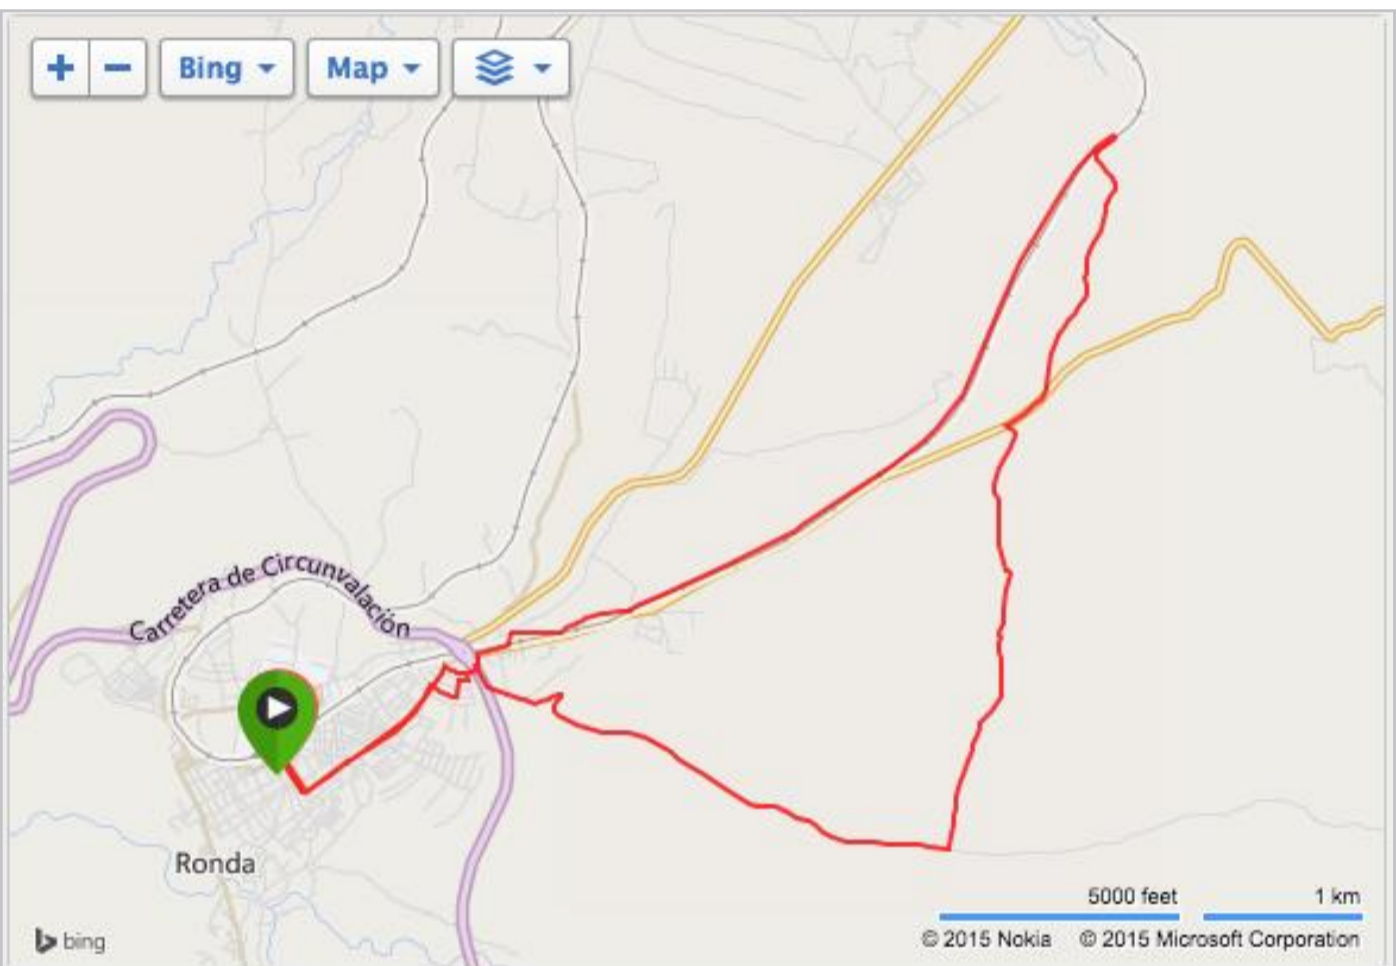 + −
Bing
Map
Carretera de Circunvalación
Ronda
5000 feet
1 km
bing
© 2015 Nokia © 2015 Microsoft Corporation